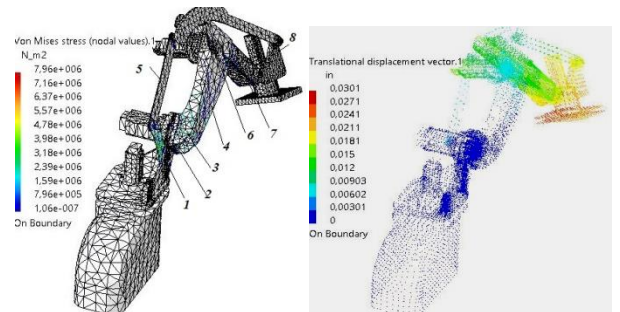 Von Mises stress (nodal values).1
N_m2
7,96e+006
7,16e+006
6,37e+006
5,57e+006
4,78e+006
3,98e+006
3,18e+006
2,39e+006
1,59e+006
7,96e+005
1,06e-007
On Boundary
1
2
3
4
5
6
7
8
Translational displacement vector.1
in
0,0301
0,0271
0,0241
0,0211
0,0181
0,015
0,012
0,00903
0,00602
0,00301
0
On Boundary